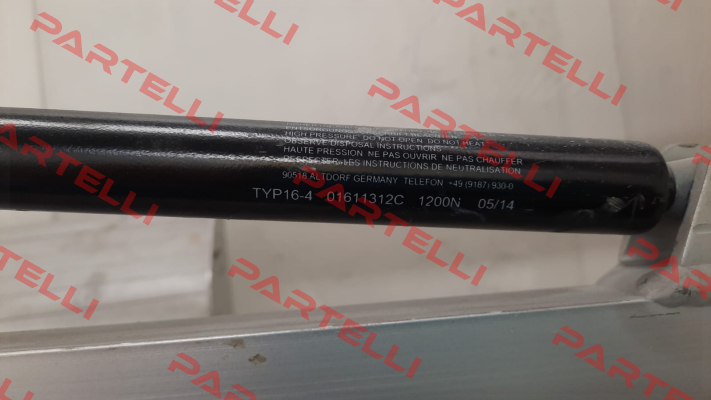 HIGH PRESSURE DO NOT OPEN DO NOT HEAT
OBSERVE DISPOSAL INSTRUCTIONS
HAUTE PRESSION NE PAS OUVRIR NE PAS CHAUFFER
LES INSTRUCTIONS DE NEUTRALISATION
90518 ALTDORF GERMANY TELEFON +49 (9187) 930-0
TYP16-4 01611312C 1200N 05/14
PARTELLI
PARTELLI
PARTELLI
PARTELLI
PARTELLI
PARTELLI